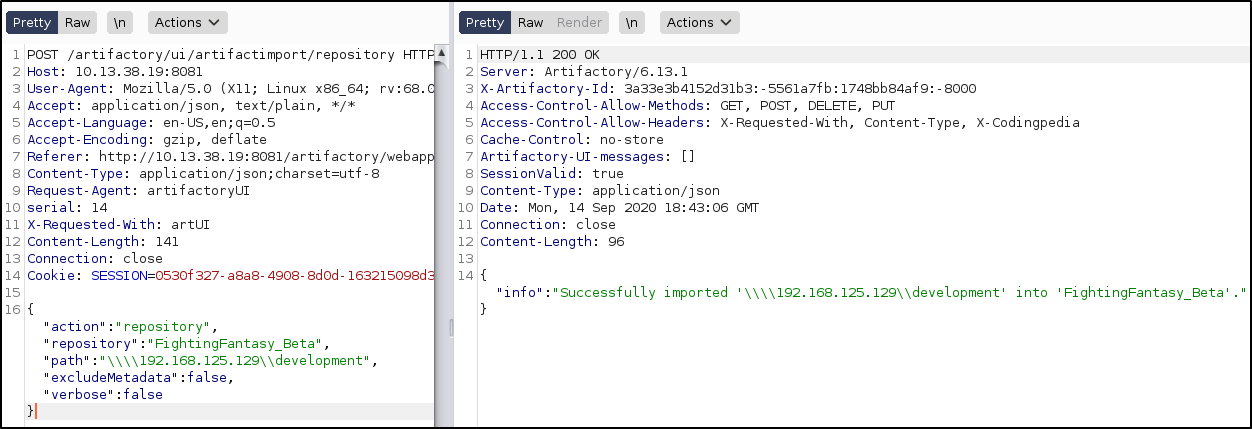 Pretty Raw \n Actions
1 POST /artifactory/ui/artifactimport/repository HTTP
2 Host: 10.13.38.19:8081
3 User-Agent: Mozilla/5.0 (X11; Linux x86_64; rv:68.0
4 Accept: application/json, text/plain, */*
5 Accept-Language: en-US,en;q=0.5
6 Accept-Encoding: gzip, deflate
7 Referer: http://10.13.38.19:8081/artifactory/webapp
8 Content-Type: application/json;charset=utf-8
9 Request-Agent: artifactoryUI
10 serial: 14
11 X-Requested-With: artUI
12 Content-Length: 141
13 Connection: close
14 Cookie: SESSION=0530f327-a8a8-4908-8d0d-163215098d3
15
16 {
"action":"repository",
"repository":"FightingFantasy_Beta",
"path":"\\\\192.168.125.129\\development",
"excludeMetadata":false,
"verbose":false
}
Pretty Raw Render \n Actions
1 HTTP/1.1 200 OK
2 Server: Artifactory/6.13.1
3 X-Artifactory-Id: 3a33e3b4152d31b3:-5561a7fb:1748bb84af9:-8000
4 Access-Control-Allow-Methods: GET, POST, DELETE, PUT
5 Access-Control-Allow-Headers: X-Requested-With, Content-Type, X-Codingpedia
6 Cache-Control: no-store
7 Artifactory-UI-messages: []
8 SessionValid: true
9 Content-Type: application/json
10 Date: Mon, 14 Sep 2020 18:43:06 GMT
11 Connection: close
12 Content-Length: 96
13
14 {
"info":"Successfully imported '\\\\192.168.125.129\\development' into 'FightingFantasy_Beta'."
}